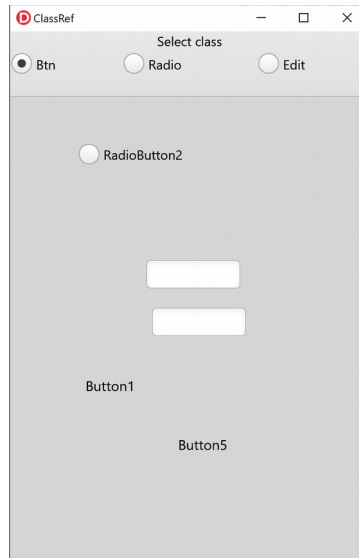 D ClassRef
Select class
Btn Radio Edit
RadioButton2
Button1
Button5